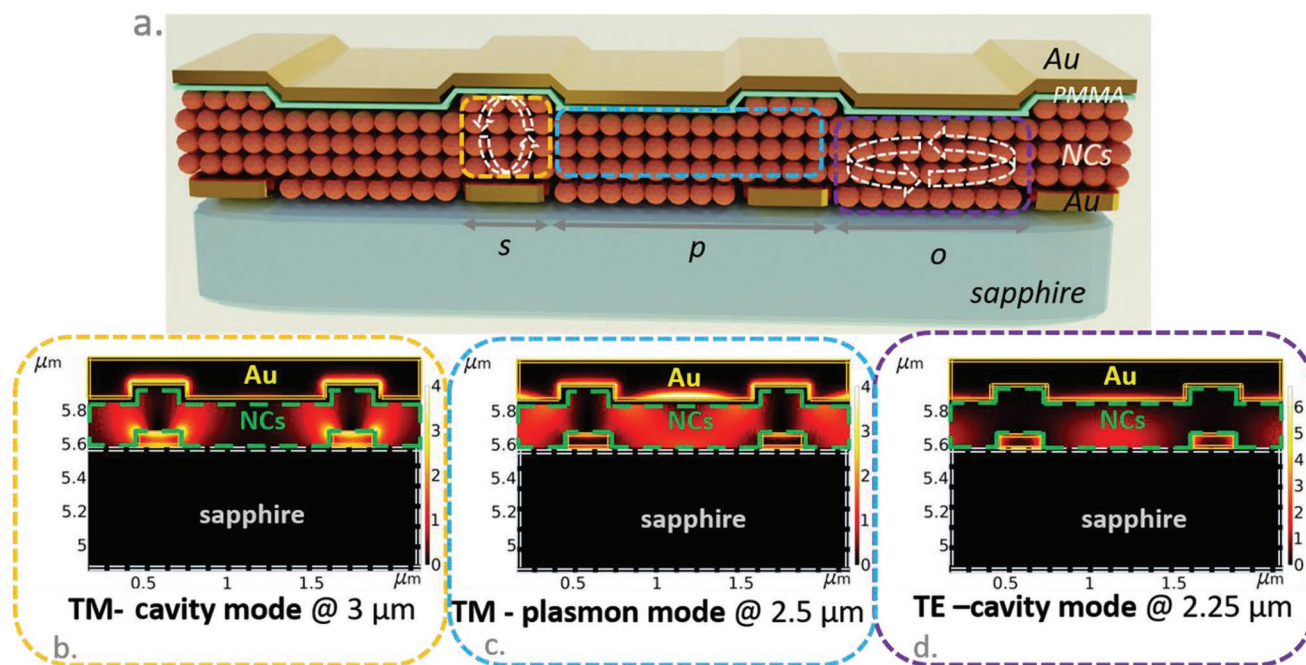 a.
Au
PMMA
NCs
Au
s
p
o
sapphire
μm
Au
5.8
NCs
5.6
5.4
sapphire
5.2
5
0.5 1 1.5 μm
4
3
2
1
0
TM- cavity mode @ 3 μm
b.
μm
Au
5.8
NCs
5.6
5.4
sapphire
5.2
5
0.5 1 1.5 μm
4
3
2
1
0
TM - plasmon mode @ 2.5 μm
c.
μm
Au
5.8
NCs
5.6
5.4
sapphire
5.2
5
0.5 1 1.5 μm
6
5
4
3
2
1
0
TE –cavity mode @ 2.25 μm
d.